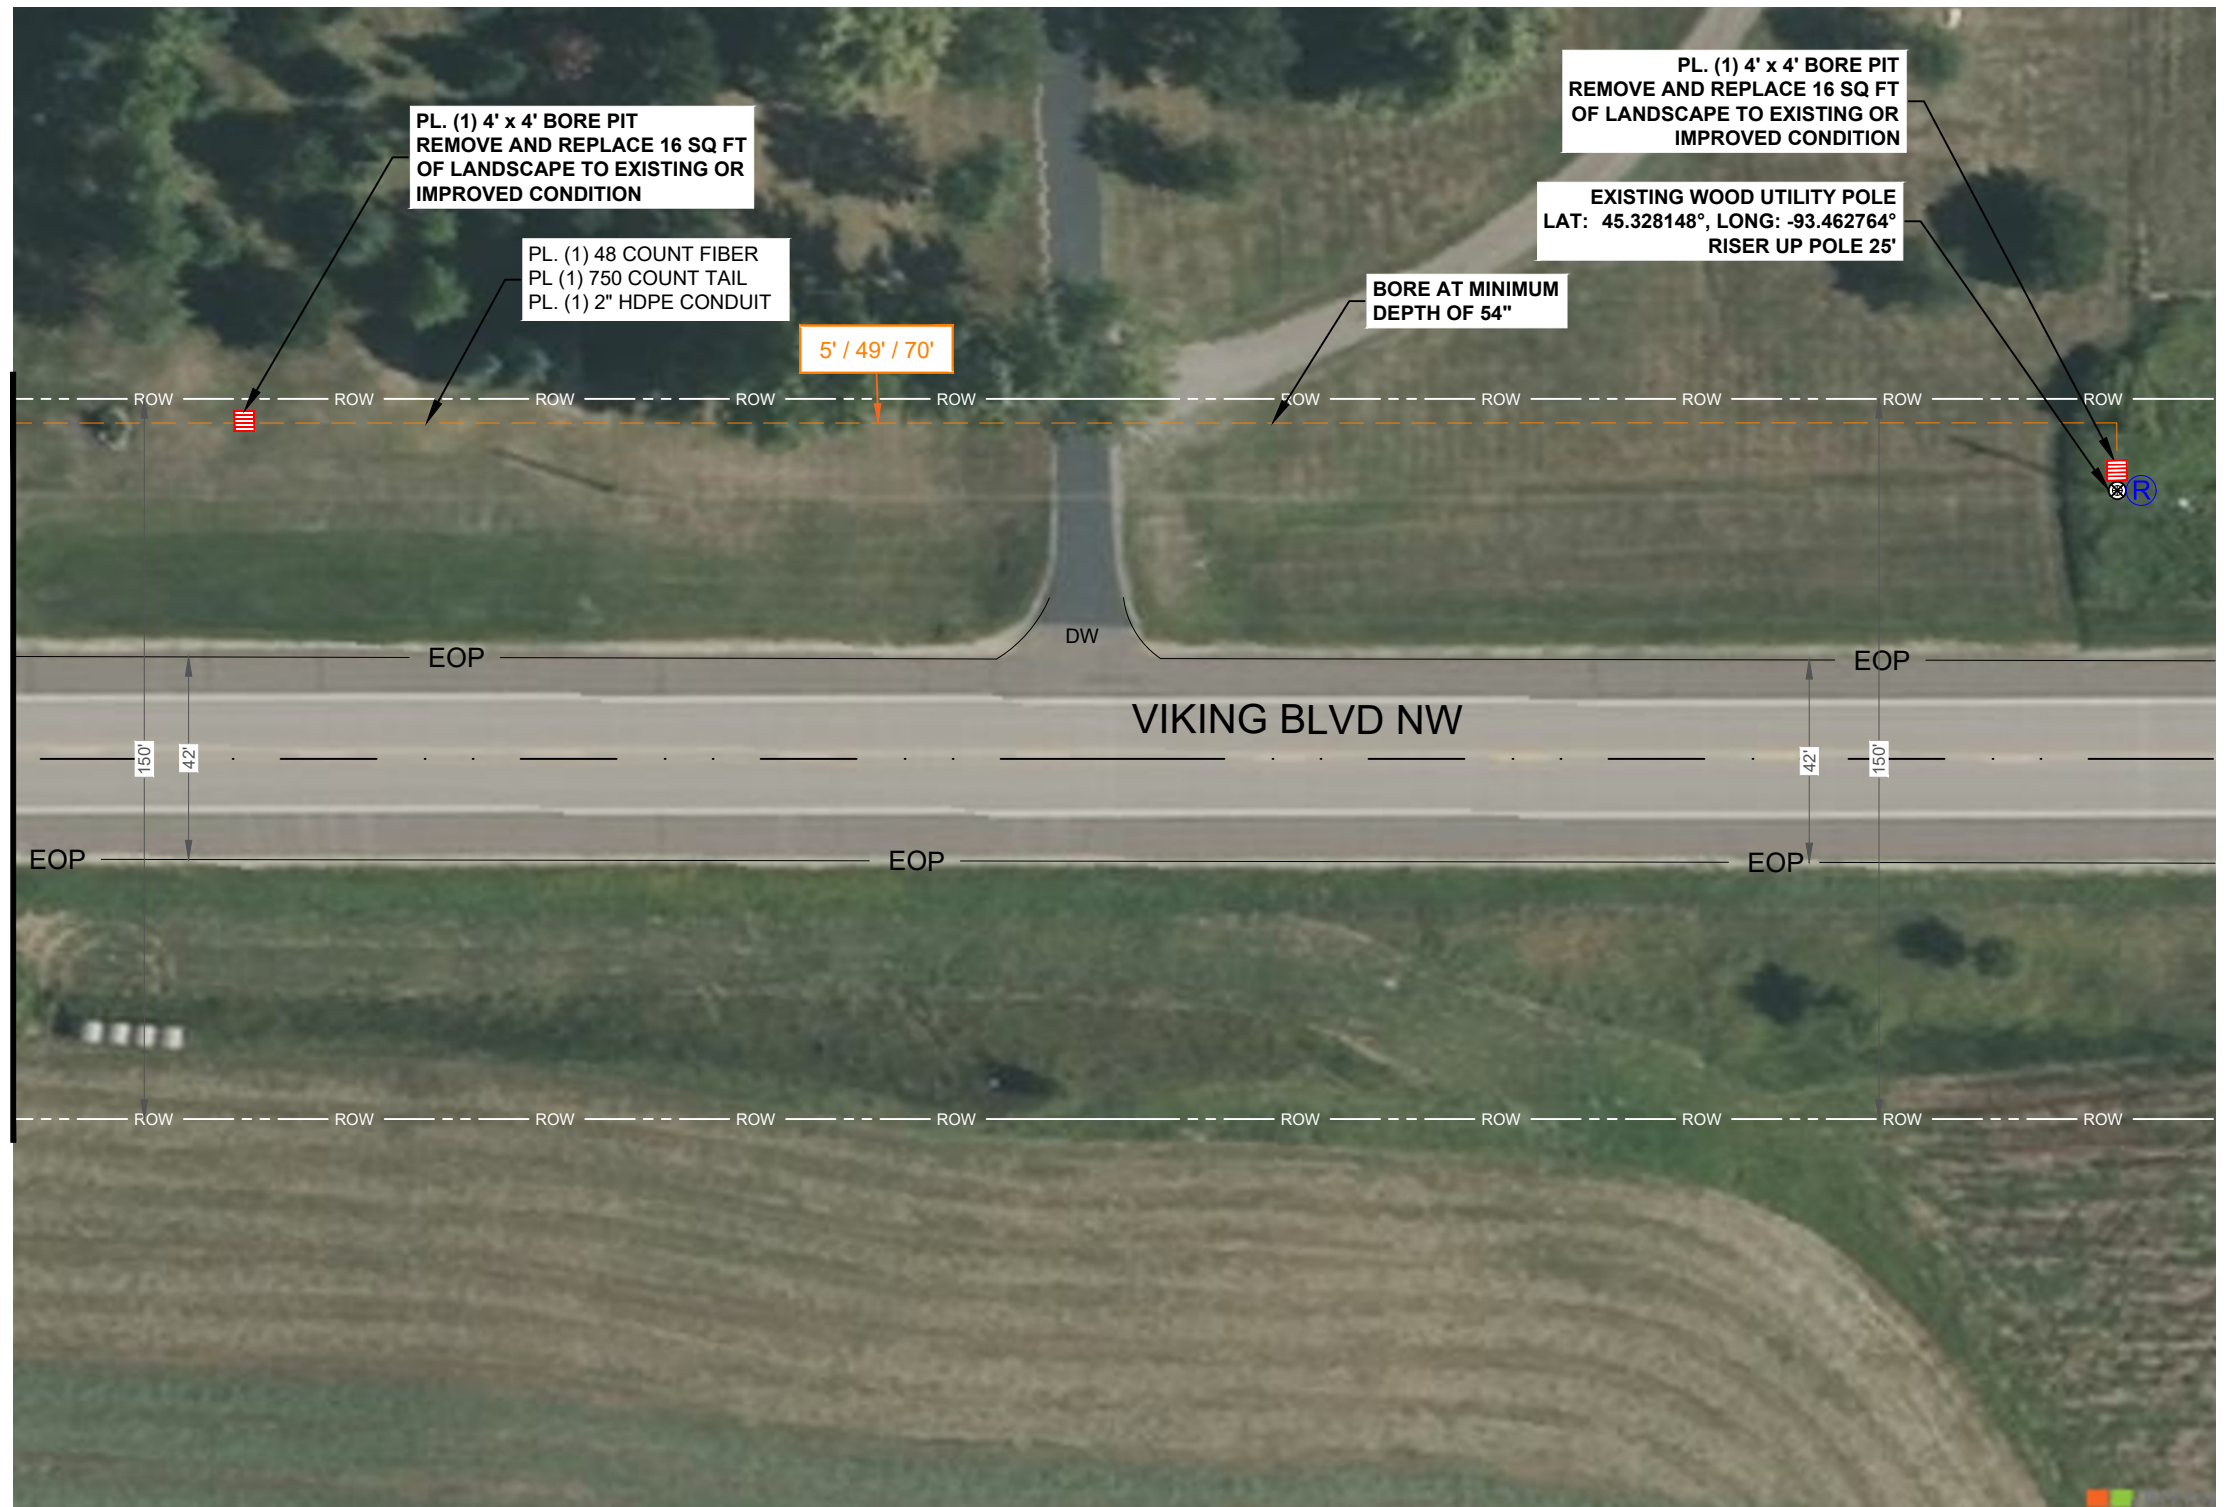 PL. (1) 4' x 4' BORE PIT
REMOVE AND REPLACE 16 SQ FT
OF LANDSCAPE TO EXISTING OR
IMPROVED CONDITION
PL. (1) 4' x 4' BORE PIT
REMOVE AND REPLACE 16 SQ FT
OF LANDSCAPE TO EXISTING OR
IMPROVED CONDITION
EXISTING WOOD UTILITY POLE
LAT: 45.328148°, LONG: -93.462764°
RISER UP POLE 25'
PL. (1) 48 COUNT FIBER
PL (1) 750 COUNT TAIL
PL. (1) 2" HDPE CONDUIT
BORE AT MINIMUM
DEPTH OF 54"
5' / 49' / 70'
ROW ROW ROW ROW ROW ROW ROW ROW ROW ROW
R
DW
EOP EOP
VIKING BLVD NW
150' 42' 42' 150'
EOP EOP EOP
ROW ROW ROW ROW ROW ROW ROW ROW ROW ROW